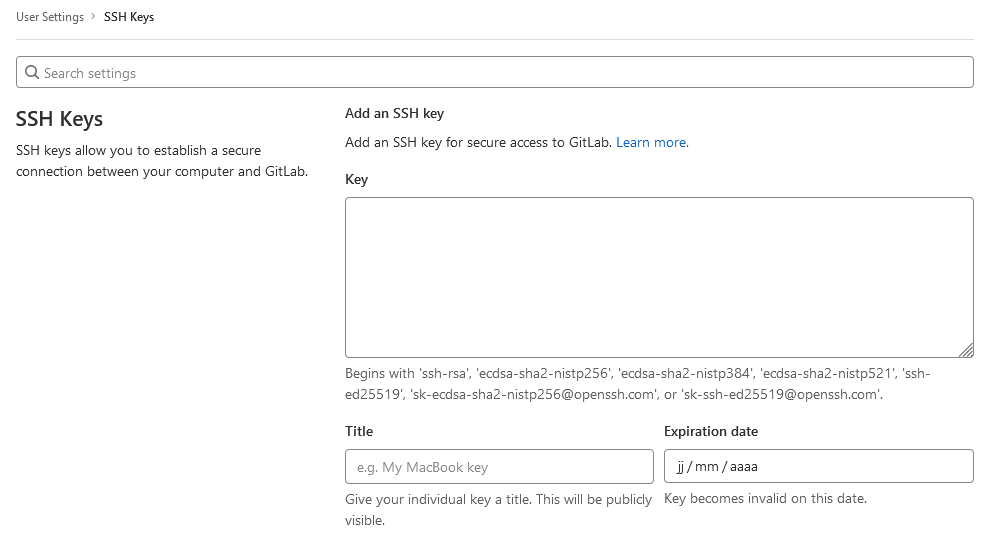 User Settings > SSH Keys
Search settings
SSH Keys
SSH keys allow you to establish a secure
connection between your computer and GitLab.
Add an SSH key
Add an SSH key for secure access to GitLab. Learn more.
Key
Begins with 'ssh-rsa', 'ecdsa-sha2-nistp256', 'ecdsa-sha2-nistp384', 'ecdsa-sha2-nistp521', 'ssh-
ed25519', 'sk-ecdsa-sha2-nistp256@openssh.com', or 'sk-ssh-ed25519@openssh.com'.
Title
e.g. My MacBook key
Give your individual key a title. This will be publicly
visible.
Expiration date
jj / mm / aaaa
Key becomes invalid on this date.